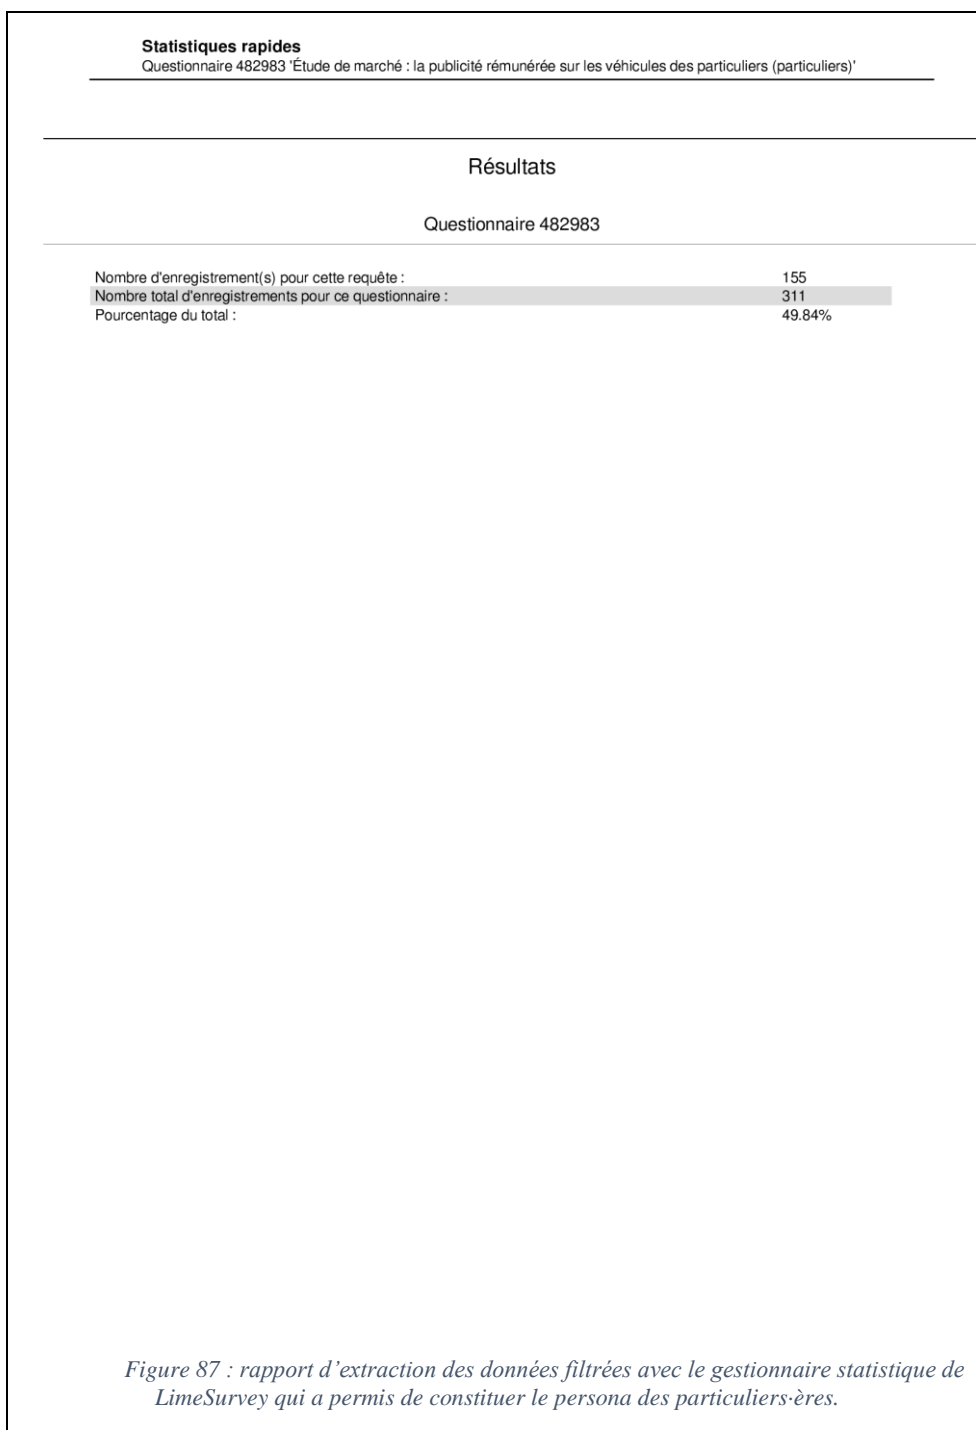 Statistiques rapides
Questionnaire 482983 'Étude de marché : la publicité rémunérée sur les véhicules des particuliers (particuliers)'
Résultats
Questionnaire 482983
Nombre d'enregistrement(s) pour cette requête : 155
Nombre total d'enregistrements pour ce questionnaire : 311
Pourcentage du total : 49.84%
Figure 87 : rapport d’extraction des données filtrées avec le gestionnaire statistique de
LimeSurvey qui a permis de constituer le persona des particuliers·ères.